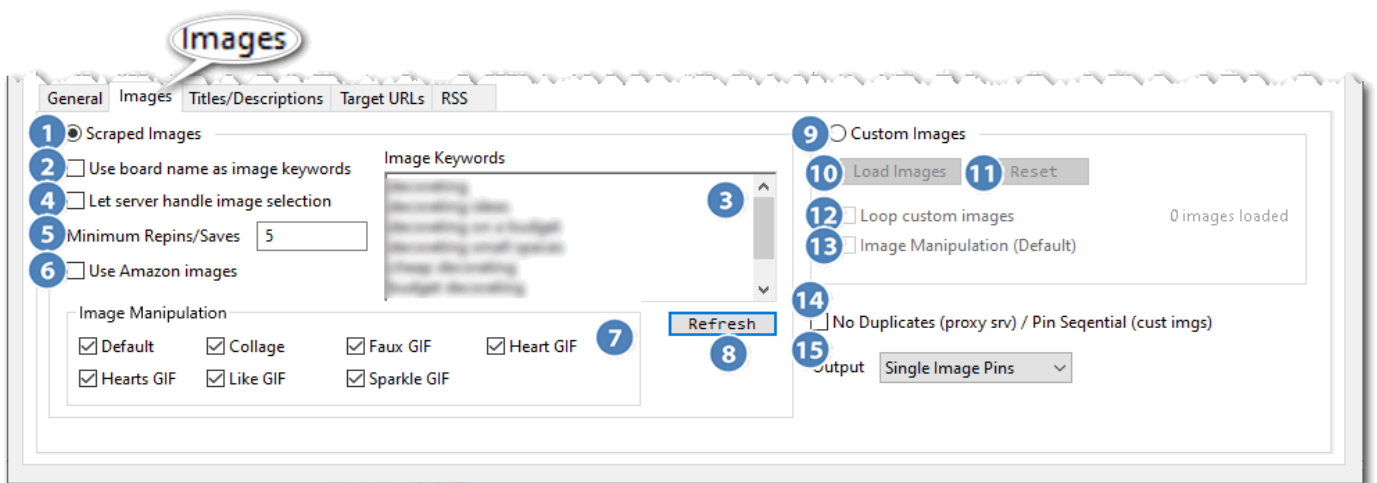 Images
General Images Titles/Descriptions Target URLs RSS
1 Scraped Images
2 Use board name as image keywords
Image Keywords
3
4 Let server handle image selection
5 Minimum Repins/Saves 5
6 Use Amazon images
Image Manipulation
7
Default Collage Faux GIF Heart GIF
Hearts GIF Like GIF Sparkle GIF
Refresh
8
9 Custom Images
10 Load Images 11 Reset
12 Loop custom images 0 images loaded
13 Image Manipulation (Default)
14
No Duplicates (proxy srv) / Pin Seqential (cust imgs)
15
Output Single Image Pins